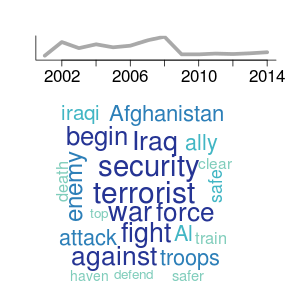 2002 2006 2010 2014
iraqi Afghanistan
begin Iraq ally
security clear
death enemy terrorist safer
top war force
attack fight Al train
against troops
haven defend safer